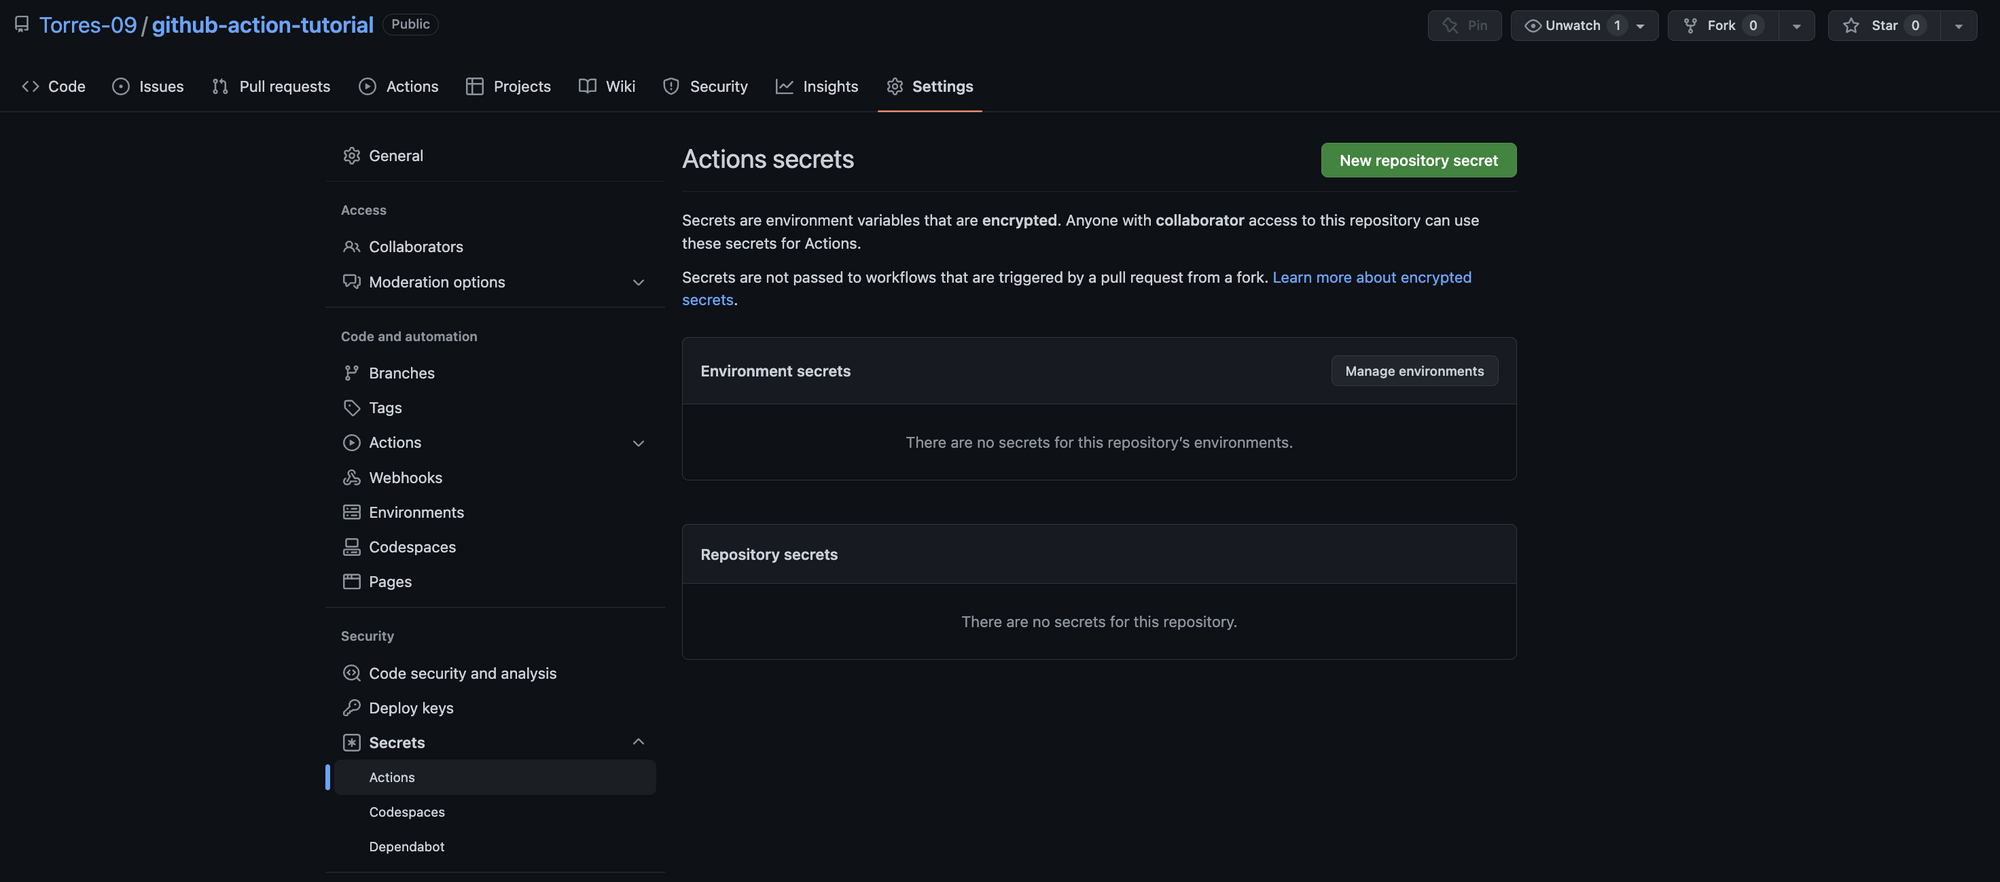 Torres-09 / github-action-tutorial Public
Pin Unwatch 1 Fork 0 Star 0
Code Issues Pull requests Actions Projects Wiki Security Insights Settings
General
Access
Collaborators
Moderation options
Code and automation
Branches
Tags
Actions
Webhooks
Environments
Codespaces
Pages
Security
Code security and analysis
Deploy keys
Secrets
Actions
Codespaces
Dependabot
Actions secrets
New repository secret
Secrets are environment variables that are encrypted. Anyone with collaborator access to this repository can use
these secrets for Actions.
Secrets are not passed to workflows that are triggered by a pull request from a fork. Learn more about encrypted
secrets.
Environment secrets
Manage environments
There are no secrets for this repository's environments.
Repository secrets
There are no secrets for this repository.